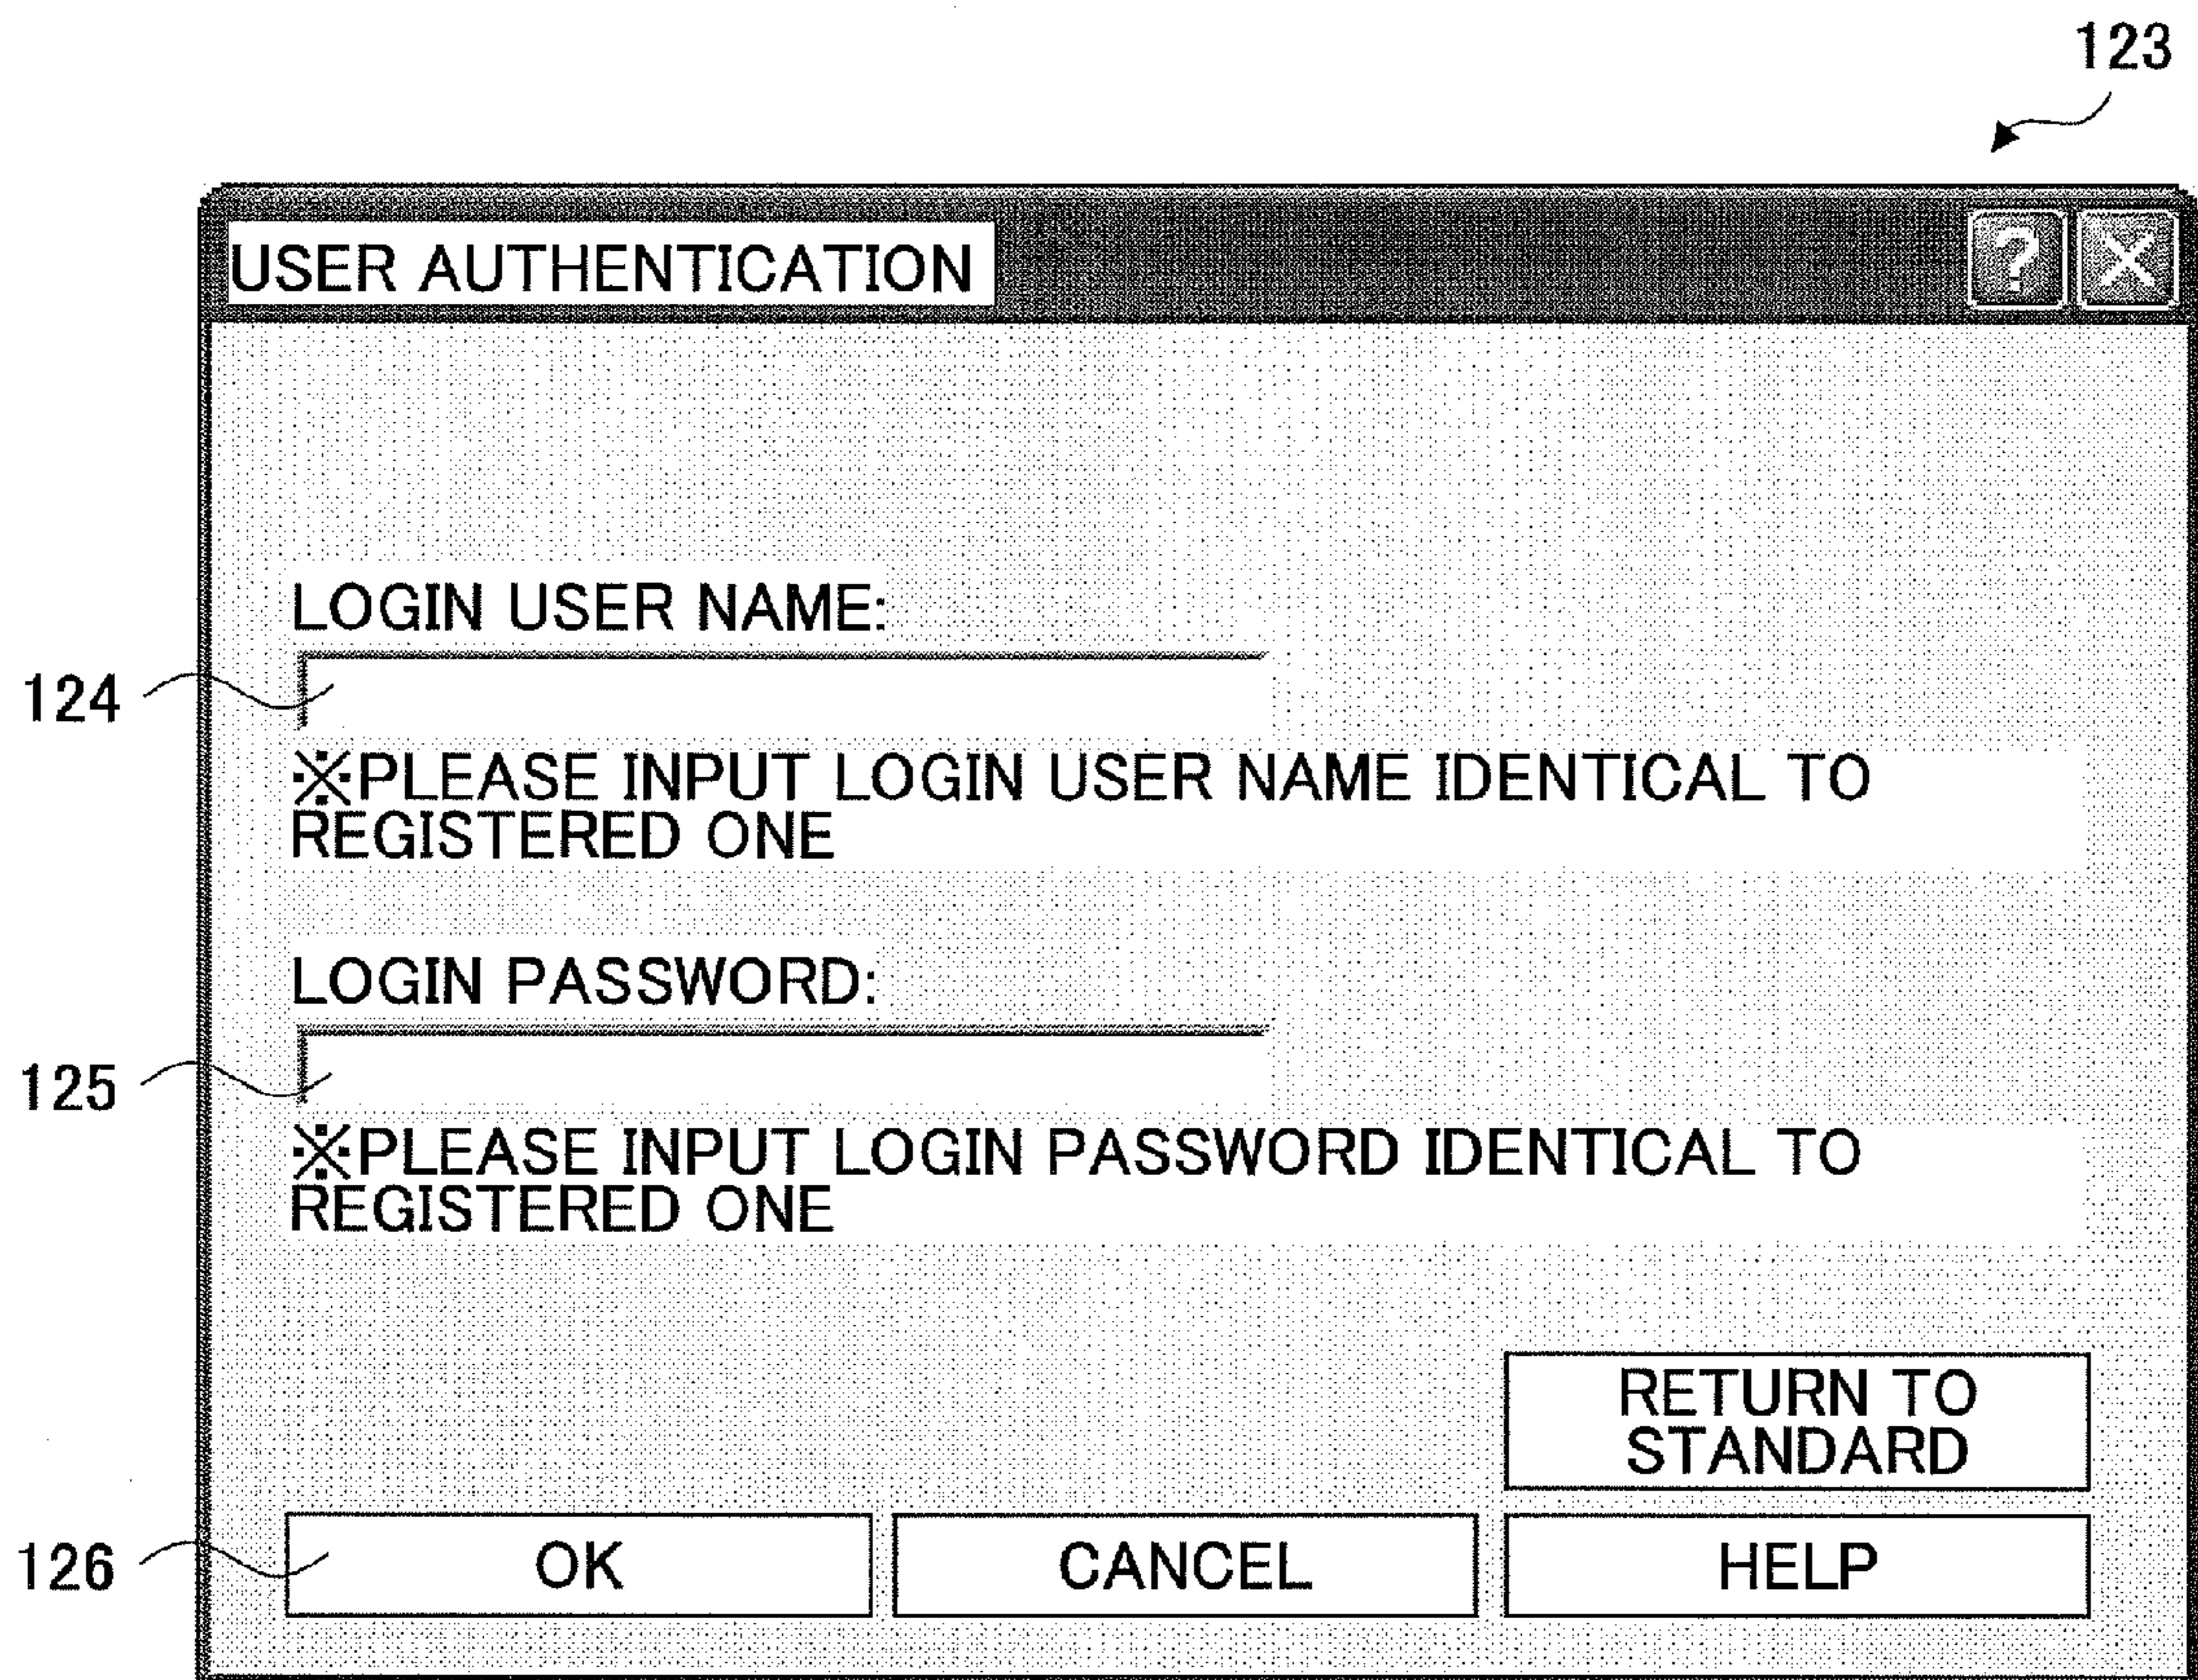 123
USER AUTHENTICATION
? X
LOGIN USER NAME:
124
※PLEASE INPUT LOGIN USER NAME IDENTICAL TO
REGISTERED ONE
LOGIN PASSWORD:
125
※PLEASE INPUT LOGIN PASSWORD IDENTICAL TO
REGISTERED ONE
RETURN TO
STANDARD
126 OK CANCEL HELP